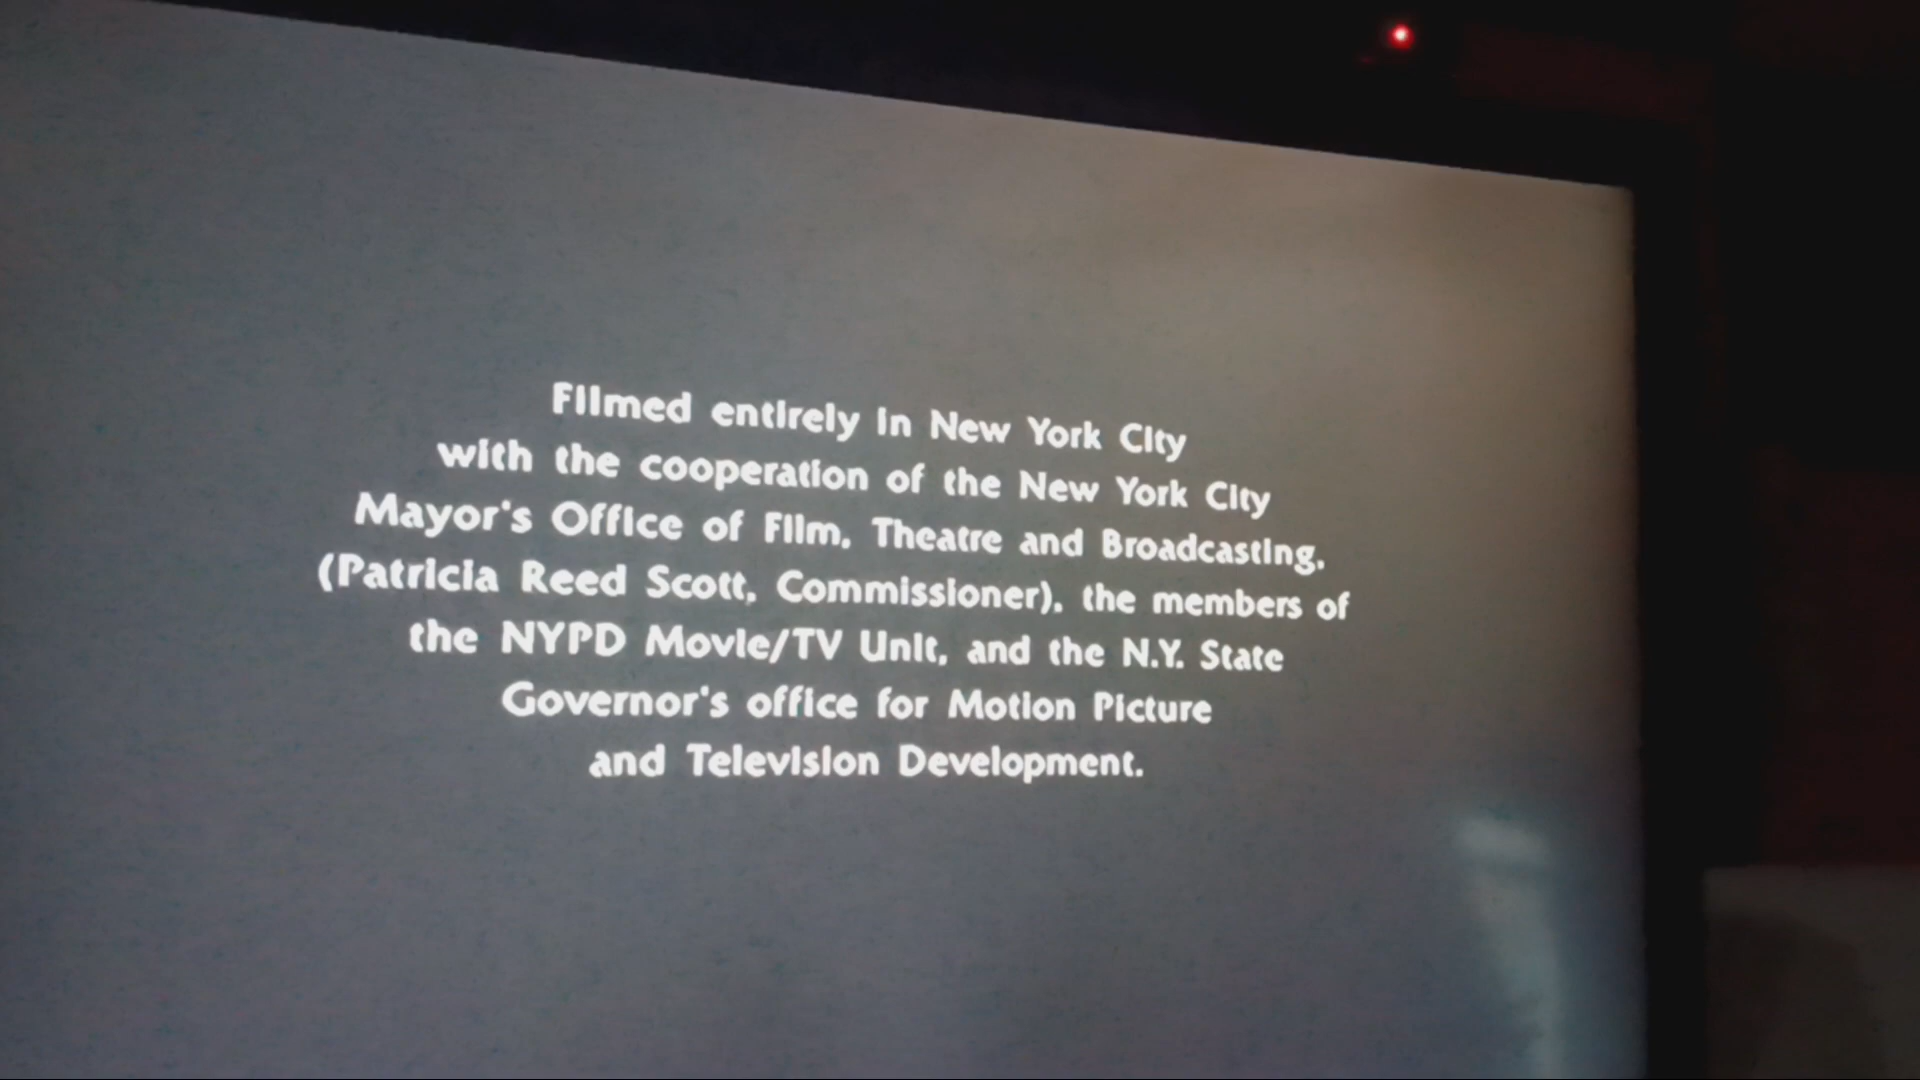 Filmed entirely in New York City
with the cooperation of the New York City
Mayor's Office of Film, Theatre and Broadcasting,
(Patricia Reed Scott, Commissioner), the members of
the NYPD Movie/TV Unit, and the N.Y. State
Governor's office for Motion Picture
and Television Development.